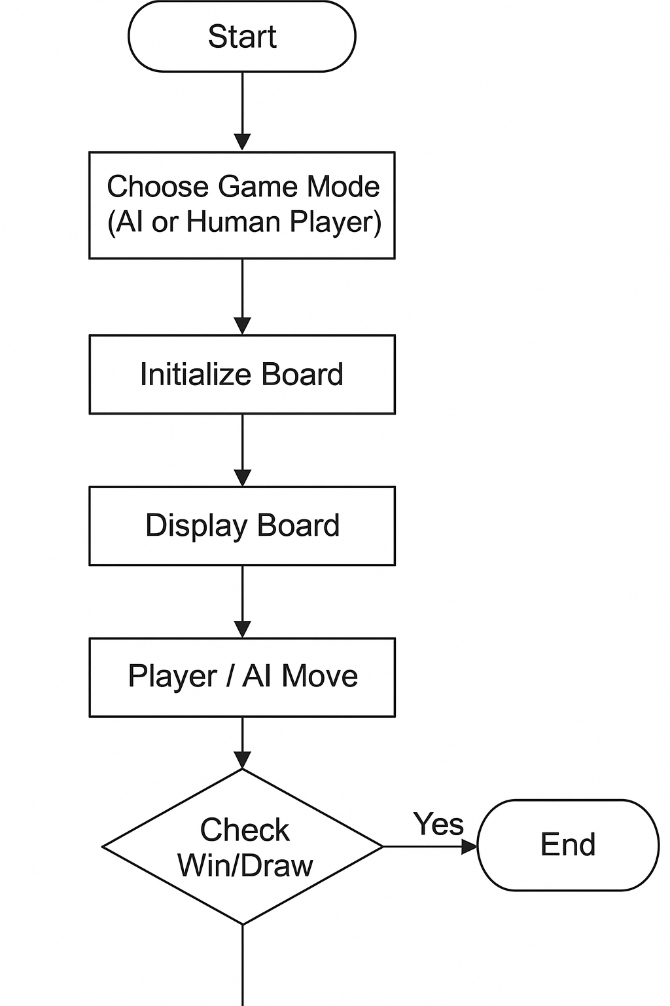 Start
Choose Game Mode
(AI or Human Player)
Initialize Board
Display Board
Player / AI Move
Check
Win/Draw
Yes
End